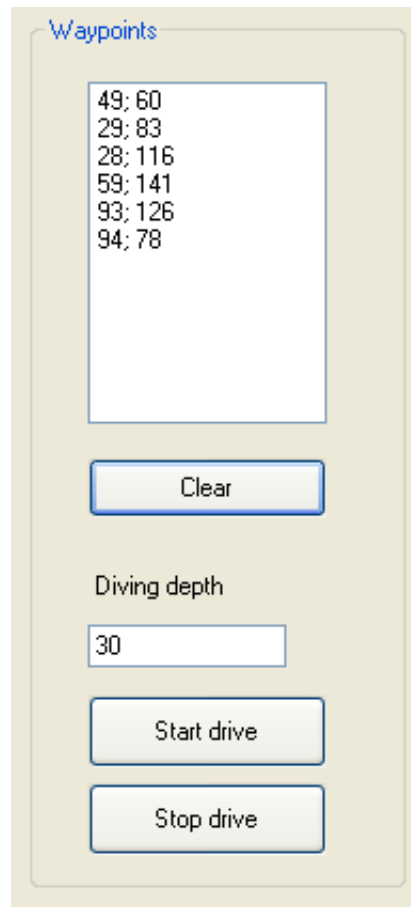 Waypoints
49; 60
29; 83
28; 116
59; 141
93; 126
94; 78
Clear
Diving depth
30
Start drive
Stop drive